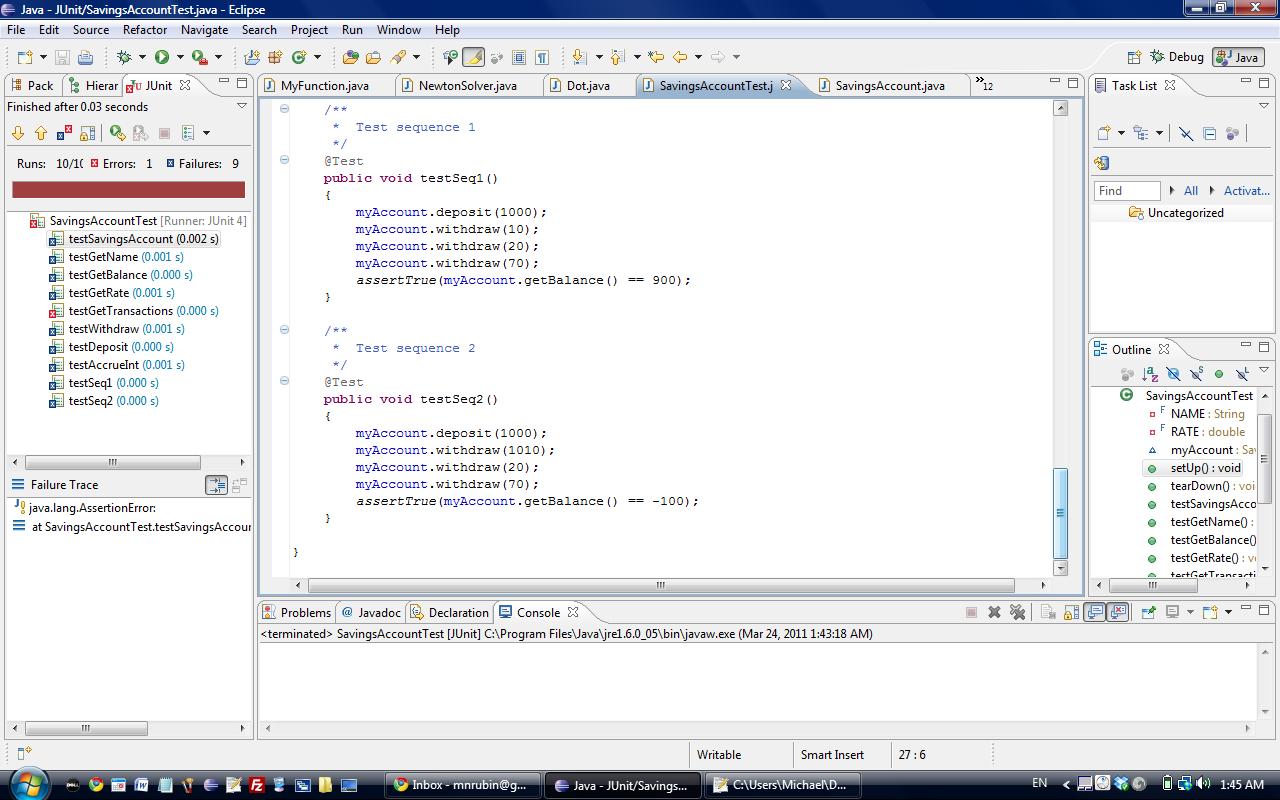 Java - JUnit/SavingsAccountTest.java - Eclipse
File Edit Source Refactor Navigate Search Project Run Window Help
Debug Java
Pack Hierar JUnit
Finished after 0.03 seconds
Runs: 10/10 Errors: 1 Failures: 9
SavingsAccountTest [Runner: JUnit 4]
testSavingsAccount (0.002 s)
testGetName (0.001 s)
testGetBalance (0.000 s)
testGetRate (0.001 s)
testGetTransactions (0.000 s)
testWithdraw (0.001 s)
testDeposit (0.000 s)
testAccrueInt (0.001 s)
testSeq1 (0.000 s)
testSeq2 (0.000 s)
Failure Trace
java.lang.AssertionError:
at SavingsAccountTest.testSavingsAccour
MyFunction.java NewtonSolver.java Dot.java SavingsAccountTest.j SavingsAccount.java »12
/**
* Test sequence 1
*/
@Test
public void testSeq1()
{
myAccount.deposit(1000);
myAccount.withdraw(10);
myAccount.withdraw(20);
myAccount.withdraw(70);
assertTrue(myAccount.getBalance() == 900);
}
/**
* Test sequence 2
*/
@Test
public void testSeq2()
{
myAccount.deposit(1000);
myAccount.withdraw(1010);
myAccount.withdraw(20);
myAccount.withdraw(70);
assertTrue(myAccount.getBalance() == -100);
}
}
Task List
Find All Activat...
Uncategorized
Outline
SavingsAccountTest
NAME : String
RATE : double
myAccount : Sav
setUp() : void
tearDown() : voi
testSavingsAcco
testGetName() :
testGetBalance()
testGetRate() : v
testGetTransacti
Problems @ Javadoc Declaration Console
<terminated> SavingsAccountTest [JUnit] C:\Program Files\Java\jre1.6.0_05\bin\javaw.exe (Mar 24, 2011 1:43:18 AM)
Writable Smart Insert 27 : 6
Inbox - mnrubin@g... Java - JUnit/Savings... C:\Users\Michael\D... EN 1:45 AM